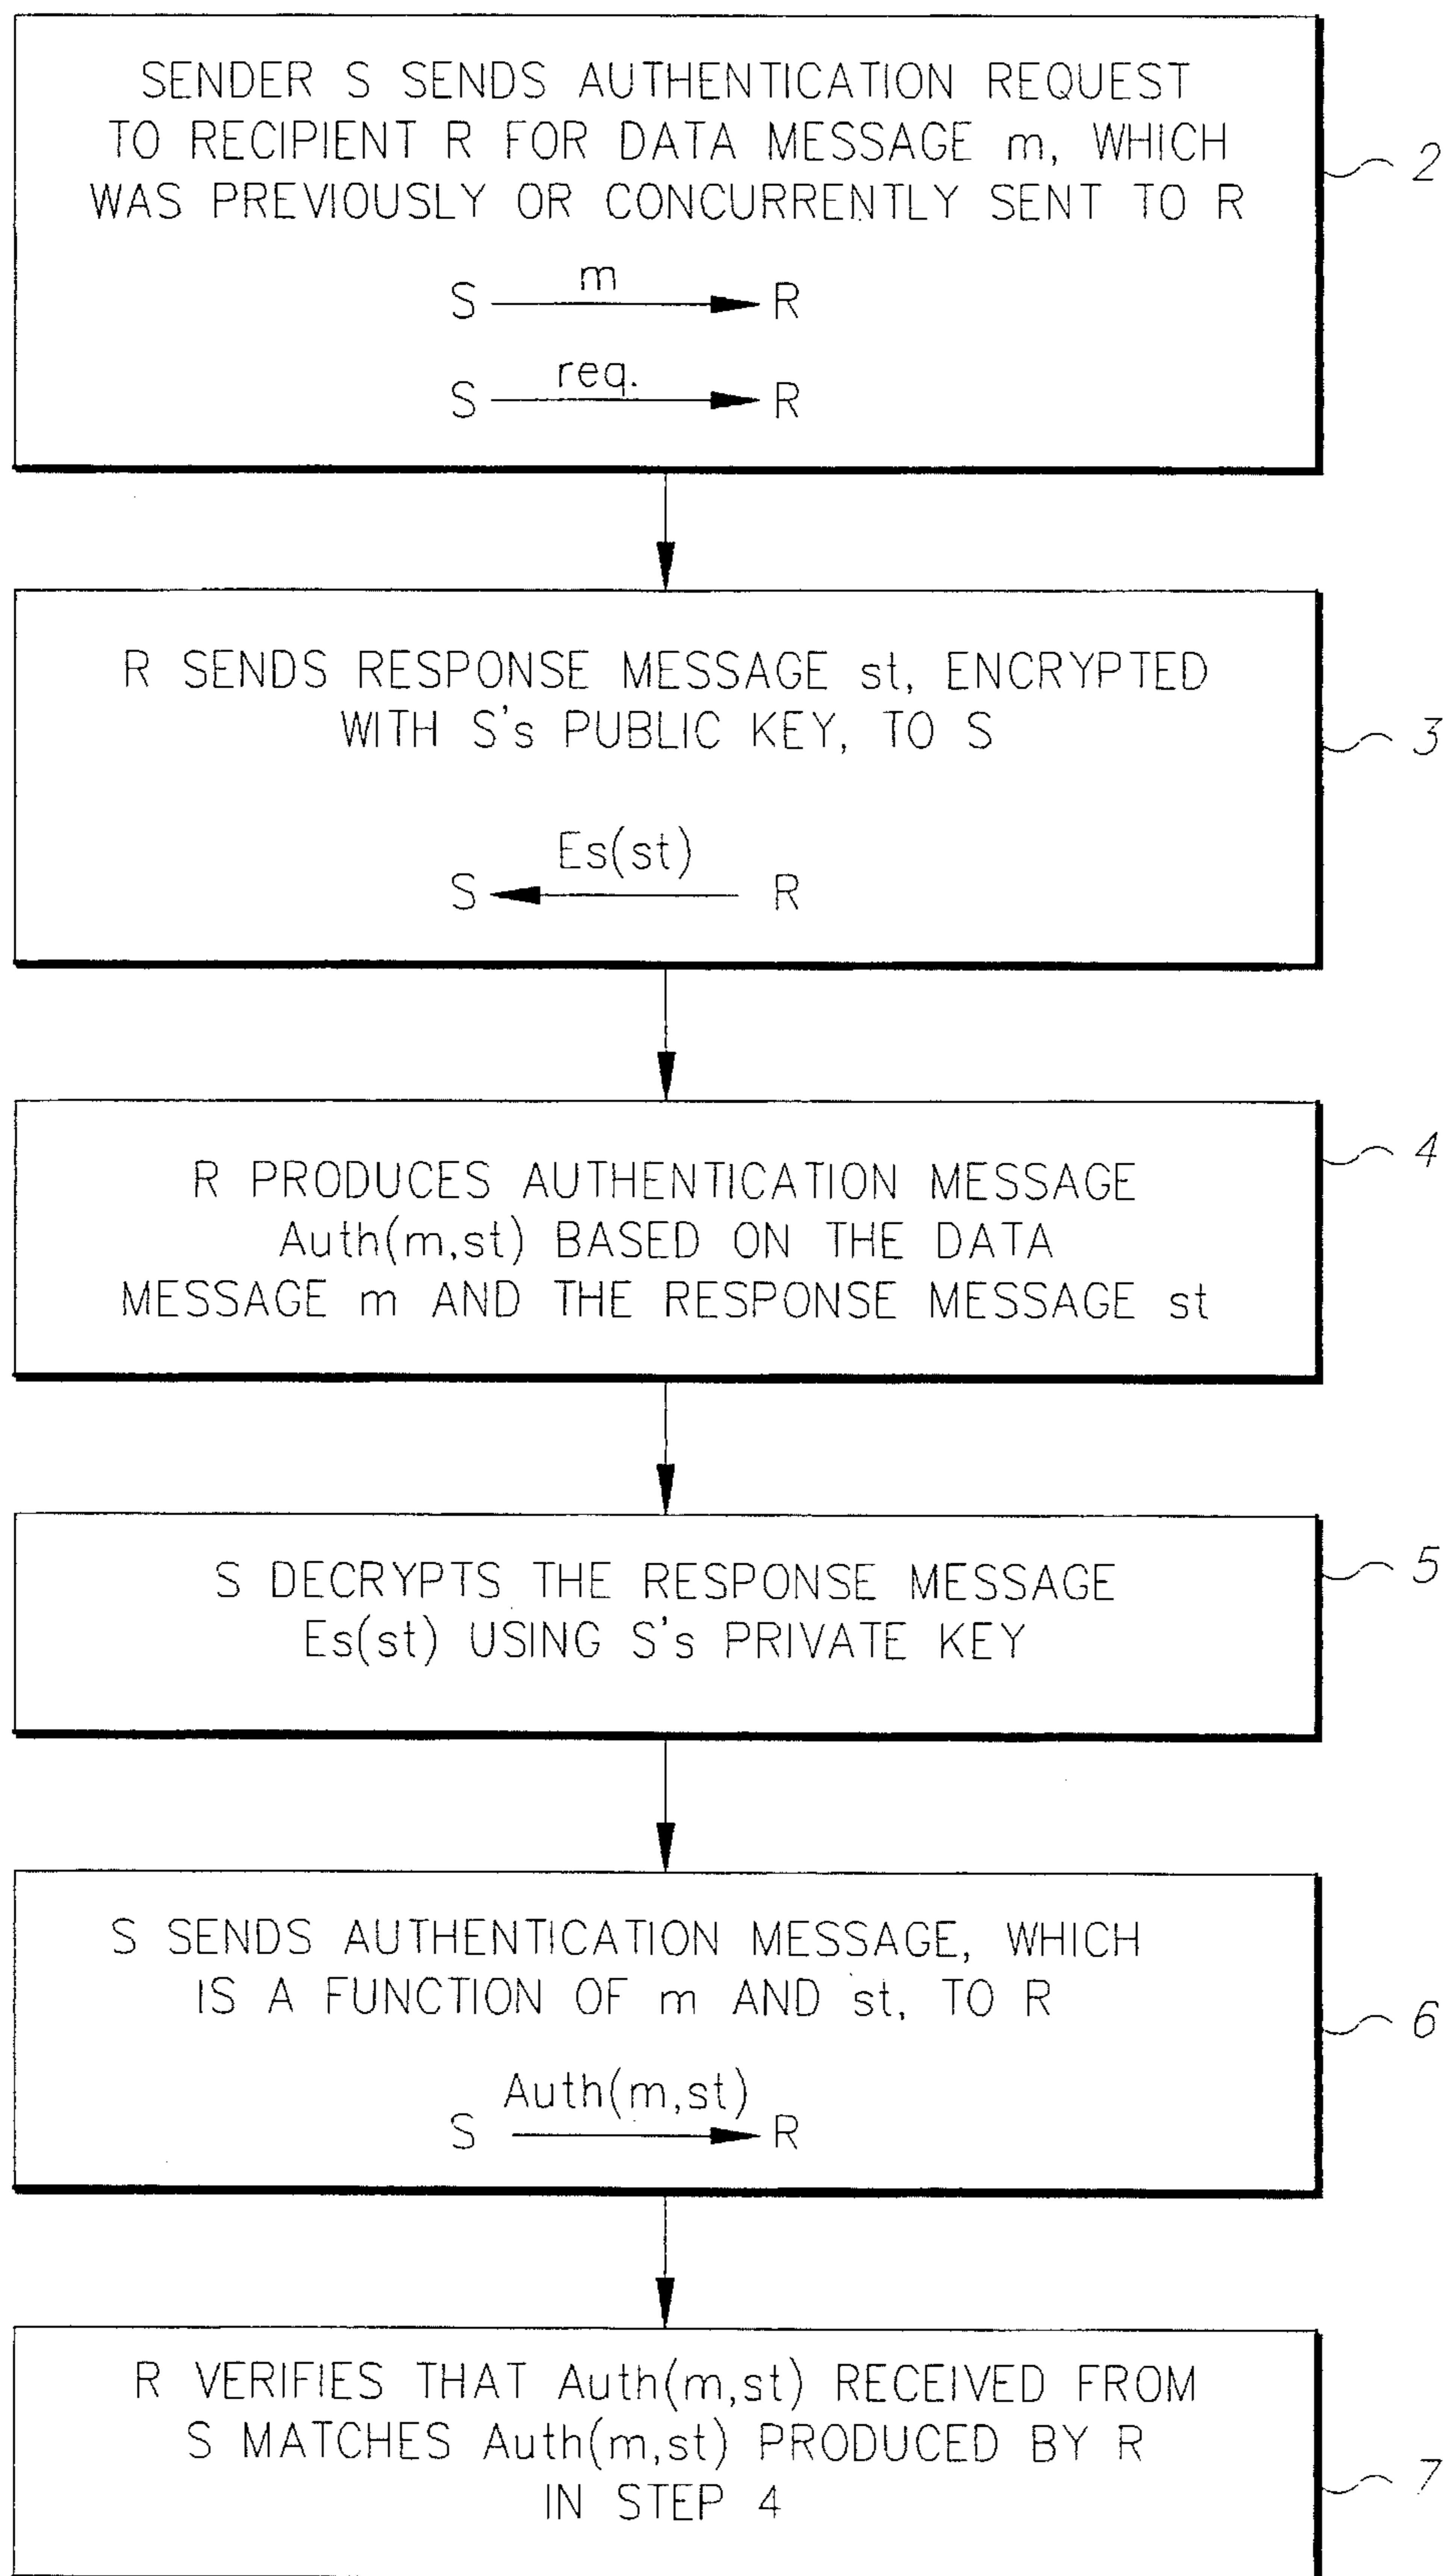 SENDER S SENDS AUTHENTICATION REQUEST
TO RECIPIENT R FOR DATA MESSAGE m, WHICH
WAS PREVIOUSLY OR CONCURRENTLY SENT TO R
2
m
S R
req.
S R
R SENDS RESPONSE MESSAGE st, ENCRYPTED
WITH S's PUBLIC KEY, TO S
3
Es(st)
S R
R PRODUCES AUTHENTICATION MESSAGE
Auth(m,st) BASED ON THE DATA
MESSAGE m AND THE RESPONSE MESSAGE st
4
S DECRYPTS THE RESPONSE MESSAGE
Es(st) USING S's PRIVATE KEY
5
S SENDS AUTHENTICATION MESSAGE, WHICH
IS A FUNCTION OF m AND st, TO R
6
Auth(m,st)
S R
R VERIFIES THAT Auth(m,st) RECEIVED FROM
S MATCHES Auth(m,st) PRODUCED BY R
IN STEP 4
7